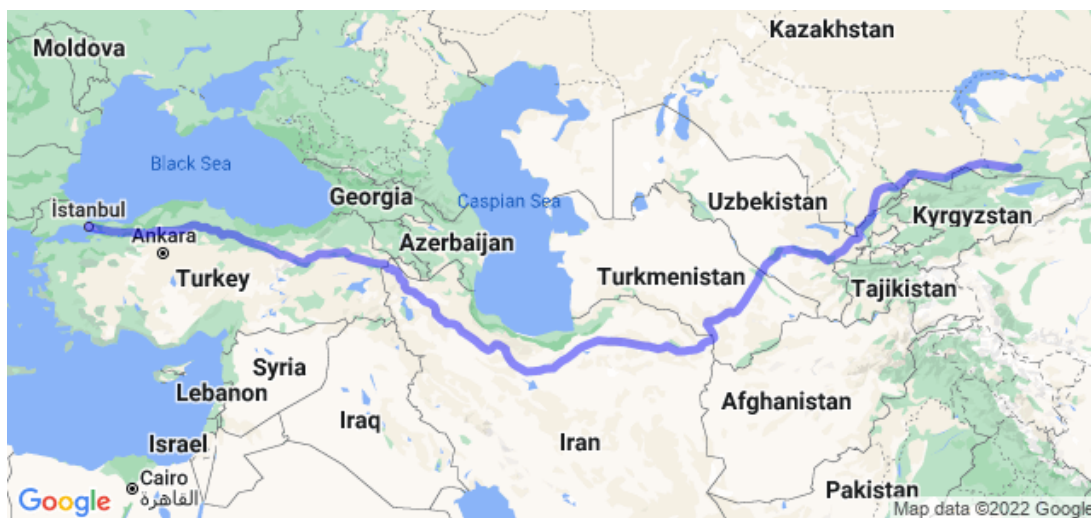 Moldova
Kazakhstan
Black Sea
Georgia
Caspian Sea
Uzbekistan
Kyrgyzstan
İstanbul
Ankara
Azerbaijan
Turkey
Turkmenistan
Tajikistan
Syria
Lebanon
Iraq
Afghanistan
Israel
Iran
Cairo
القاهرة
Pakistan
Google
Map data ©2022 Google